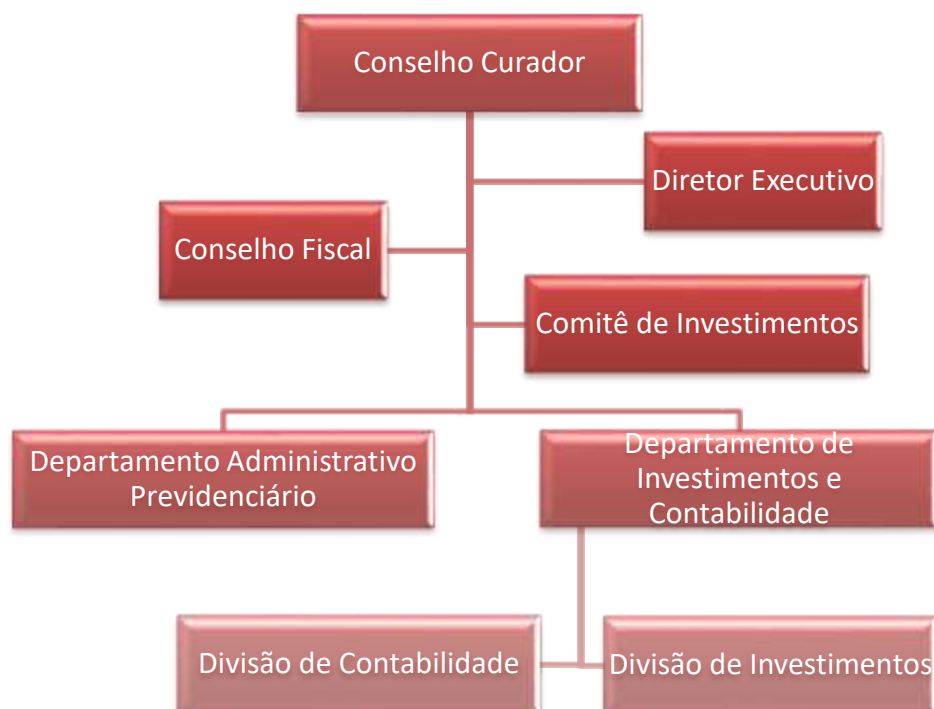 Conselho Curador
Diretor Executivo
Conselho Fiscal
Comitê de Investimentos
Departamento Administrativo
Previdenciário
Departamento de
Investimentos e
Contabilidade
Divisão de Contabilidade
Divisão de Investimentos